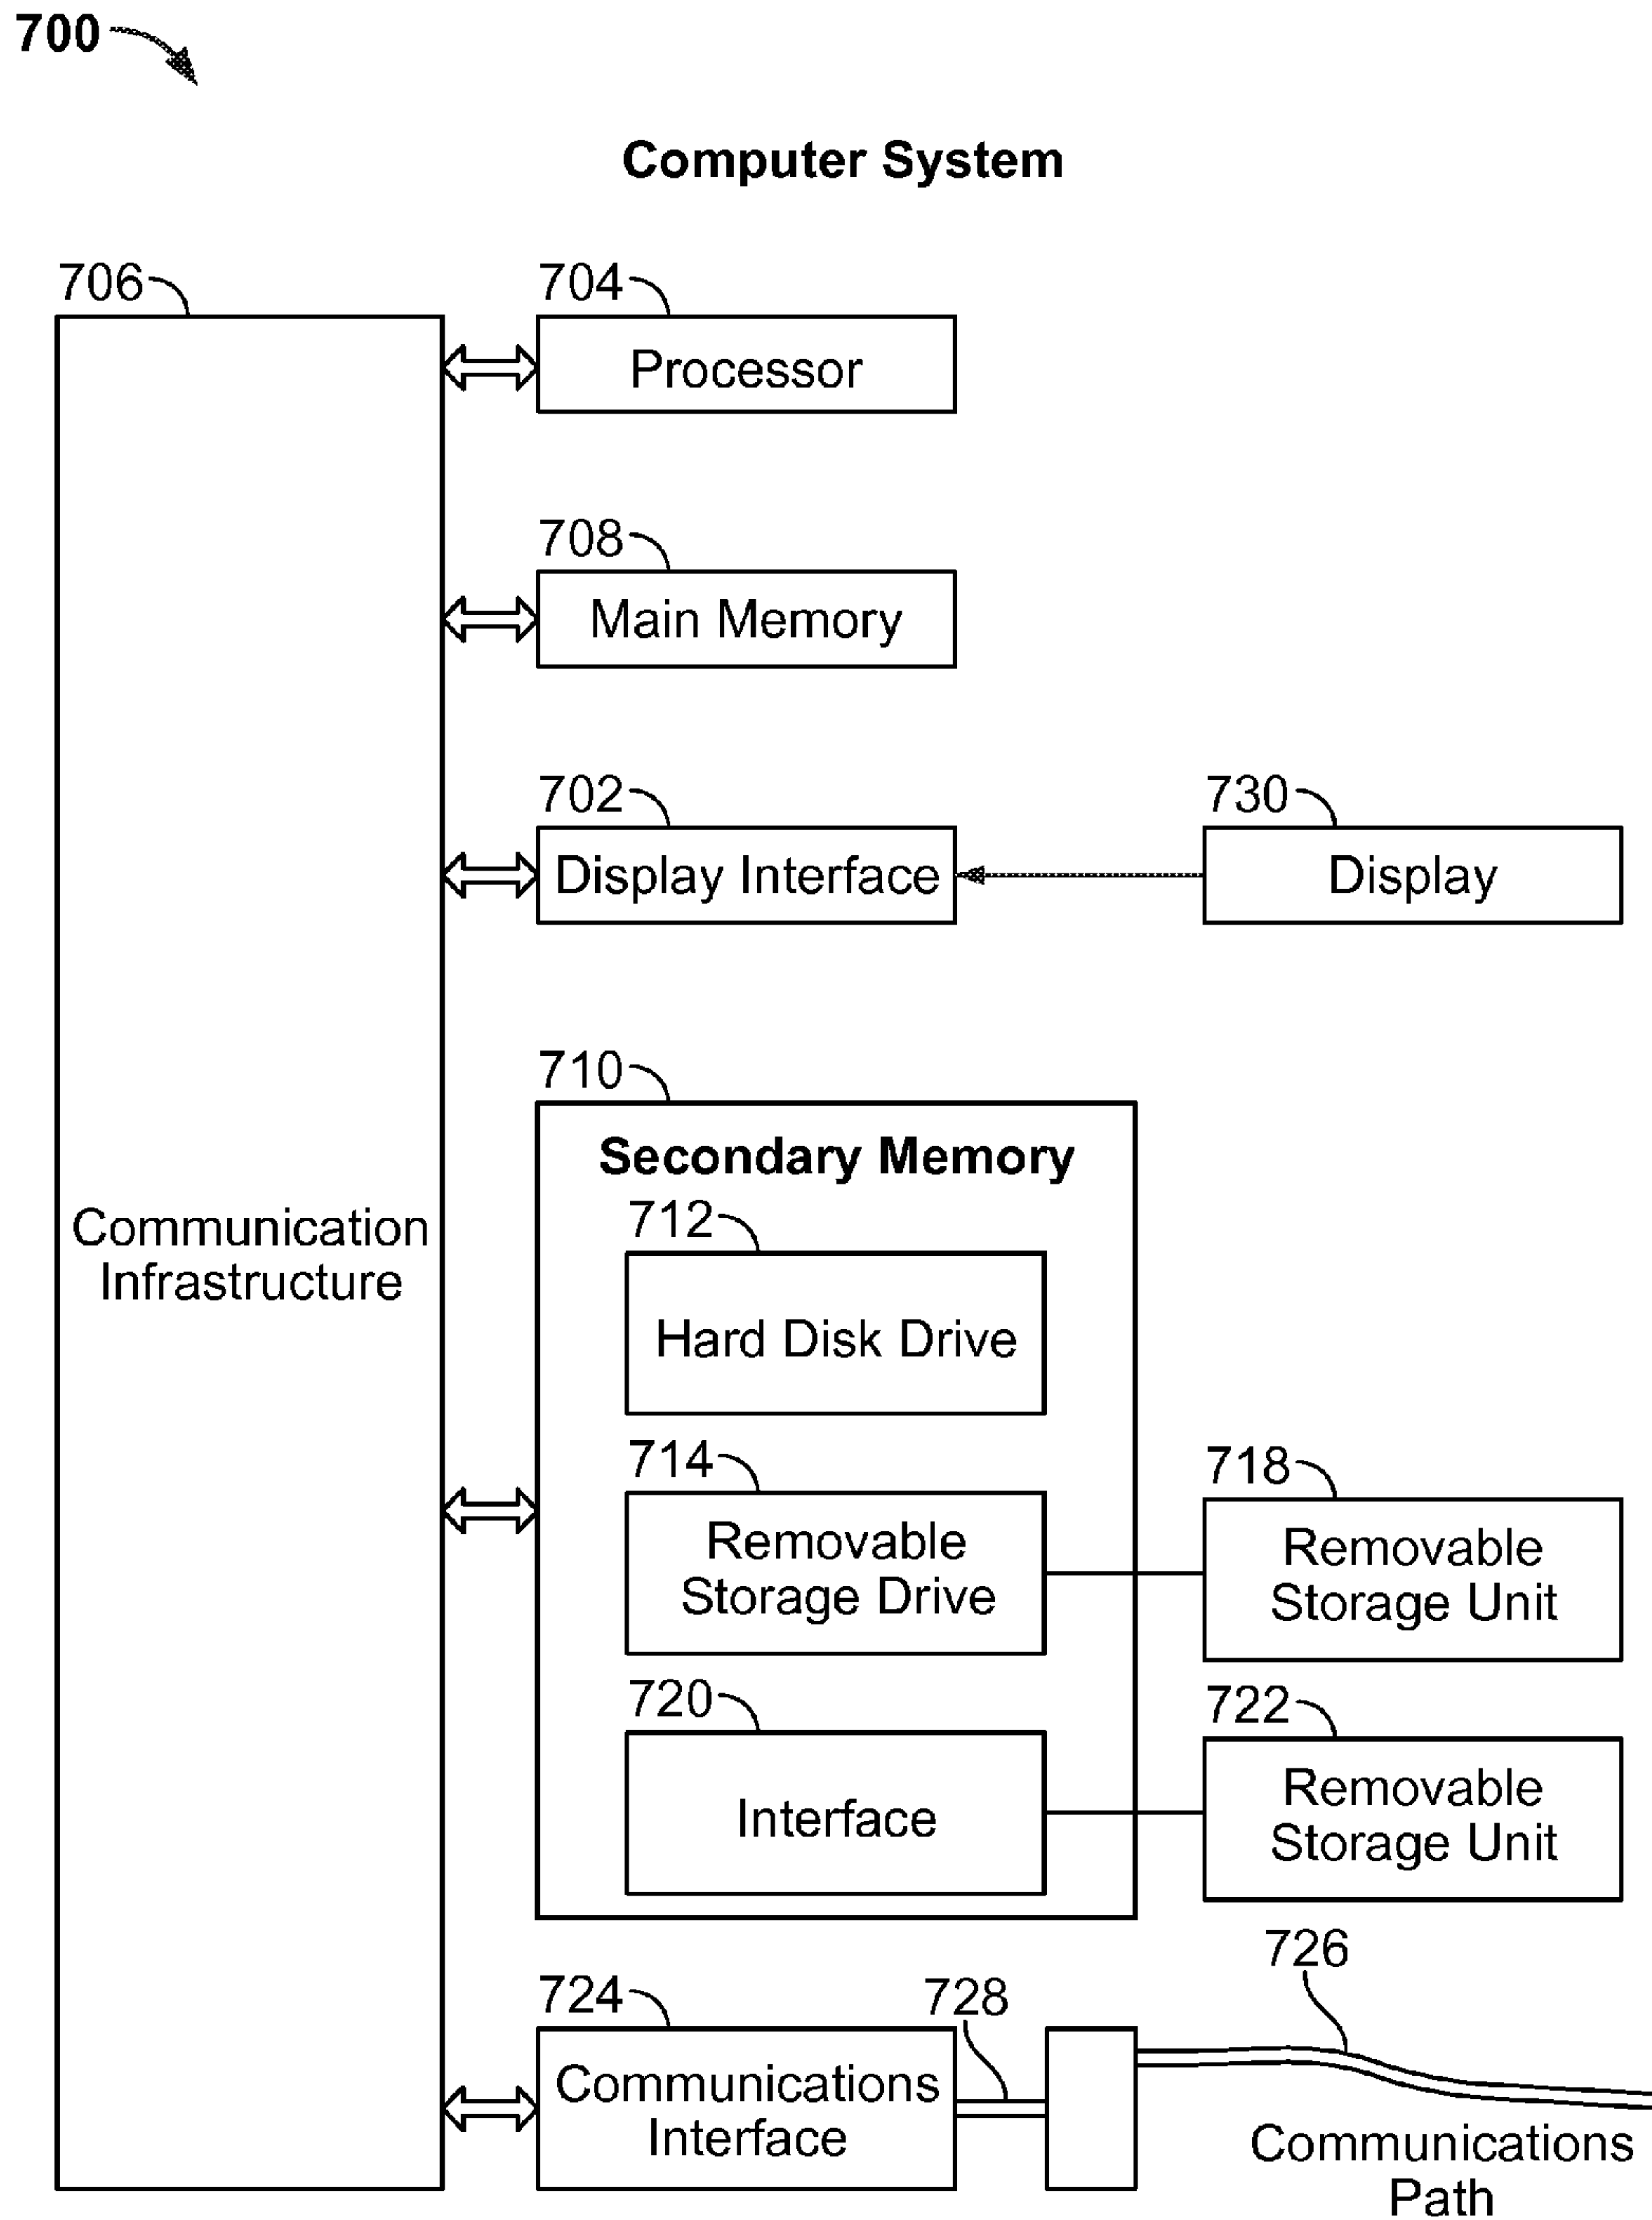 700
Computer System
706
704
Processor
708
Main Memory
702
730
Display Interface
Display
710
Secondary Memory
712
Communication
Infrastructure
Hard Disk Drive
714
718
Removable
Storage Drive
Removable
Storage Unit
720
722
Interface
Removable
Storage Unit
726
724
728
Communications
Interface
Communications
Path